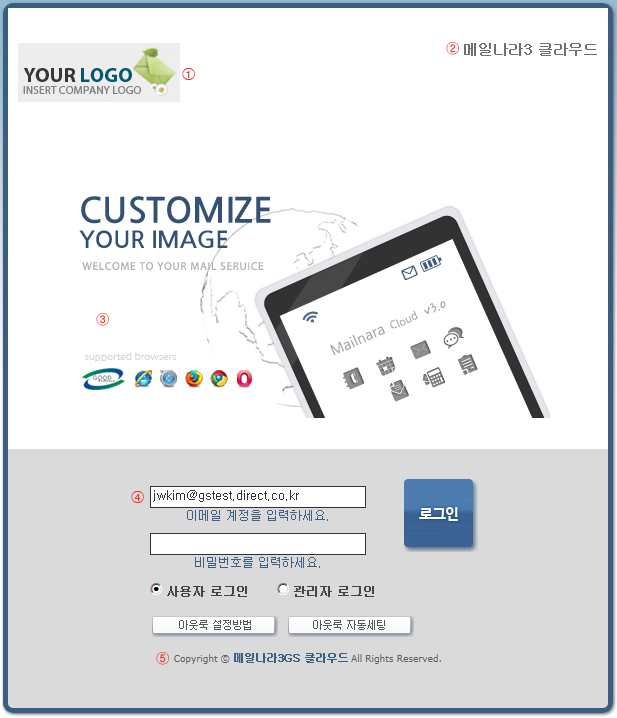 ② 메일나라3 클라우드
YOUR LOGO ①
INSERT COMPANY LOGO
CUSTOMIZE
YOUR IMAGE
WELCOME TO YOUR MAIL SERUICE
③
Mailnara Cloud v3.0
supported browsers
④ jwkim@gstest.direct.co.kr
이메일 계정을 입력하세요.
로그인
비밀번호를 입력하세요.
사용자 로그인 관리자 로그인
아웃룩 설정방법 아웃룩 자동세팅
⑤ Copyright @ 메일나라3GS 클라우드 All Rights Reserved.